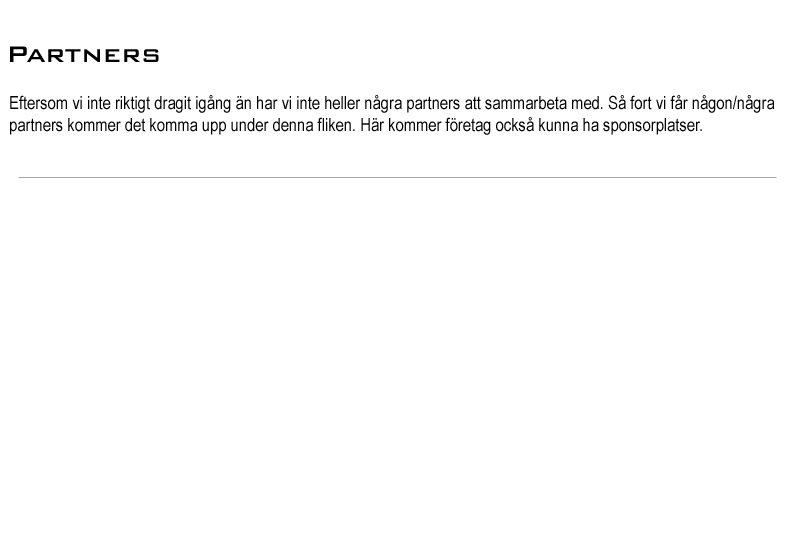 Partners
Eftersom vi inte riktigt dragit igång än har vi inte heller några partners att sammarbeta med. Så fort vi får någon/några
partners kommer det komma upp under denna fliken. Här kommer företag också kunna ha sponsorplatser.